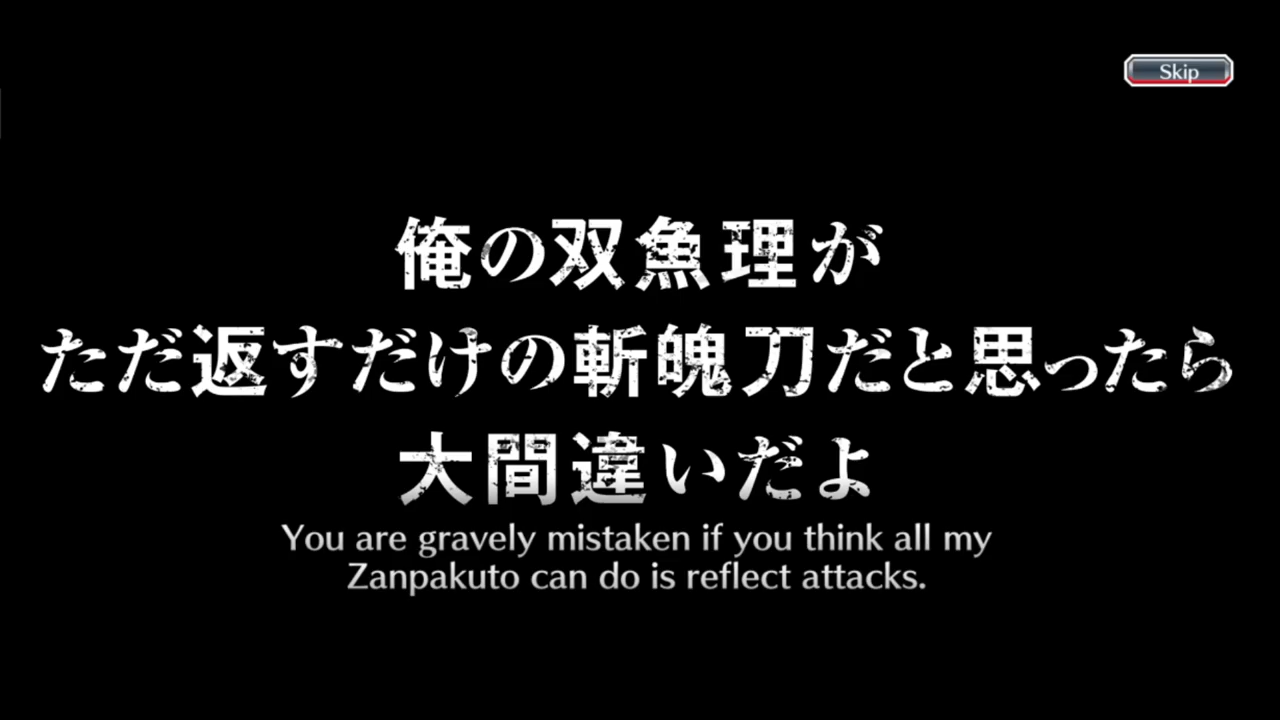 Skip
俺の双魚理が
ただ返すだけの斬魄刀だと思ったら
大間違いだよ
You are gravely mistaken if you think all my
Zanpakuto can do is reflect attacks.